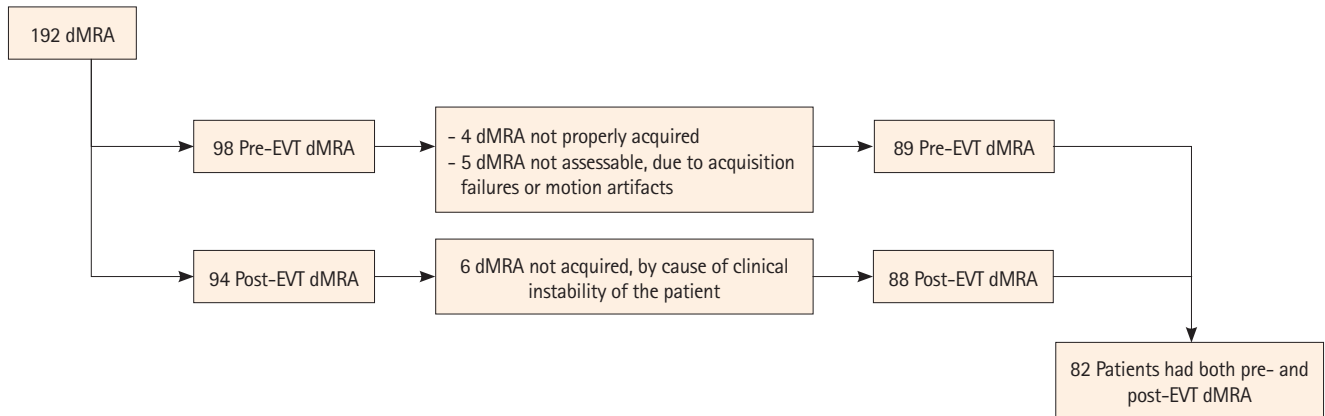 192 dMRA
98 Pre-EVT dMRA
- 4 dMRA not properly acquired
- 5 dMRA not assessable, due to acquisition
failures or motion artifacts
89 Pre-EVT dMRA
94 Post-EVT dMRA
6 dMRA not acquired, by cause of clinical
instability of the patient
88 Post-EVT dMRA
82 Patients had both pre- and
post-EVT dMRA